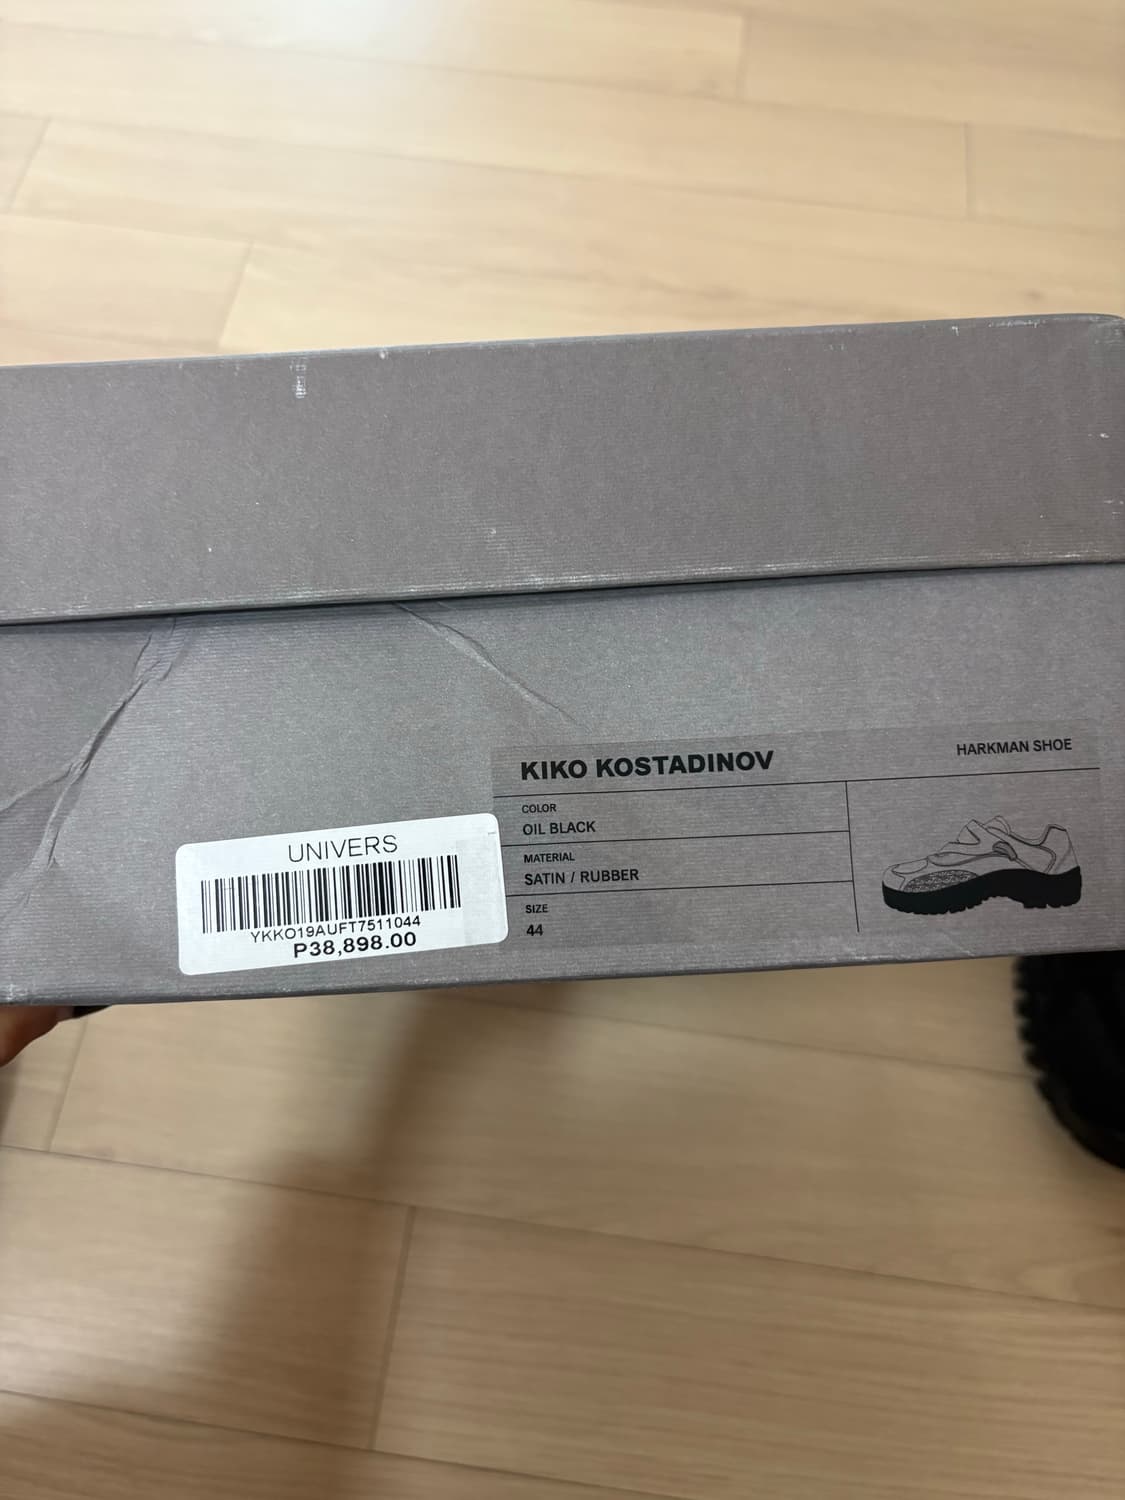 KIKO KOSTADINOV
HARKMAN SHOE
COLOR
OIL BLACK
MATERIAL
SATIN / RUBBER
SIZE
44
UNIVERS
YKKO19AUFT7511044
P38,898.00